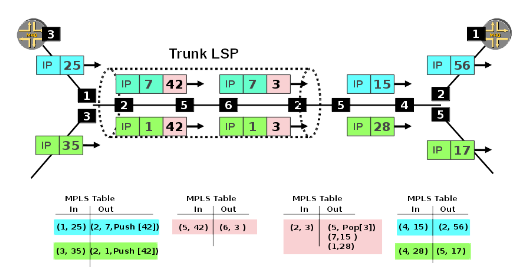 3
1
IP 25
IP 56
Trunk LSP
1
2
IP 7 42
IP 7 3
IP 15
2 5 6 2 5 4
3
5
IP 1 42
IP 1 3
IP 28
IP 35
IP 17
MPLS Table
In Out
(1, 25) (2, 7,Push [42])
(3, 35) (2, 1,Push [42])
MPLS Table
In Out
(5, 42) (6, 3 )
MPLS Table
In Out
(2, 3) (5, Pop[3])
(7,15 )
(1,28)
MPLS Table
In Out
(4, 15) (2, 56)
(4, 28) (5, 17)